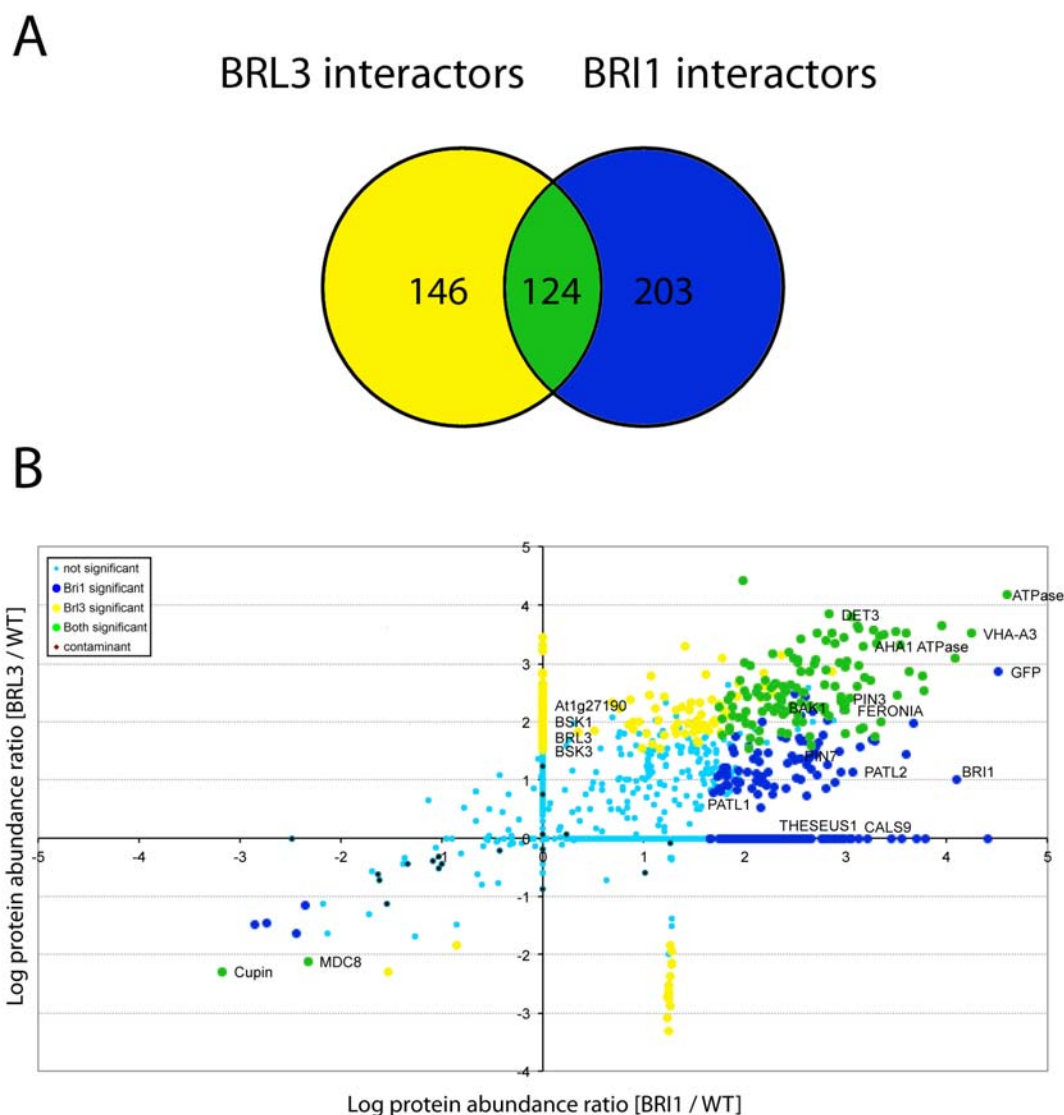 A
BRL3 interactors BRI1 interactors
146 124 203
B
Log protein abundance ratio [BRL3 / WT]
5
not significant
Bri1 significant
Brl3 significant
Both significant
contaminant
4
ATPase
DET3
VHA-A3
AHA1 ATPase
3
GFP
PIN3
At1g27190
BAK1
FERONIA
BSK1
2
BRL3
BSK3
PIN7
PATL2
BRI1
1
PATL1
THESEUS1 CALS9
-5 -4 -3 -2 -1 0 0 1 2 3 4 5
-1
MDC8
-2
Cupin
-3
-4
Log protein abundance ratio [BRI1 / WT]